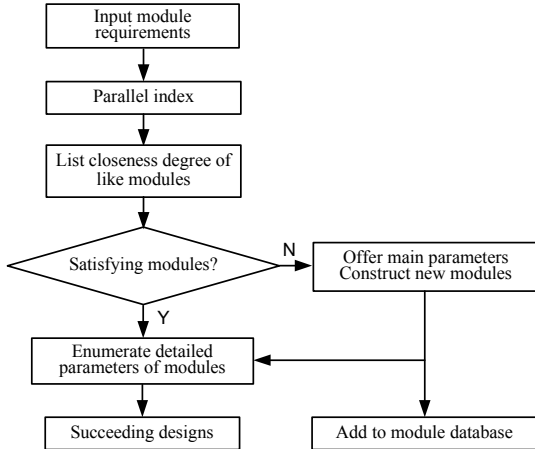 Input module
requirements
Parallel index
List closeness degree of
like modules
Satisfying modules?
N
Offer main parameters
Construct new modules
Y
Enumerate detailed
parameters of modules
Succeeding designs
Add to module database